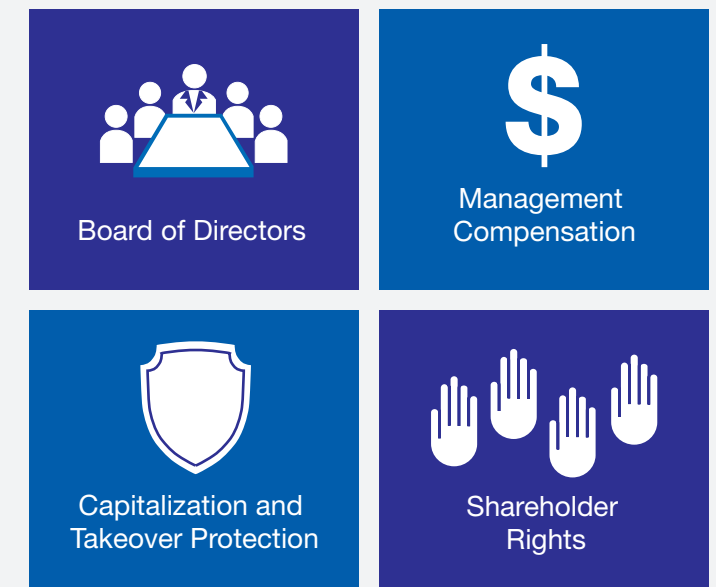 Board of Directors
$
Management
Compensation
Capitalization and
Takeover Protection
Shareholder
Rights